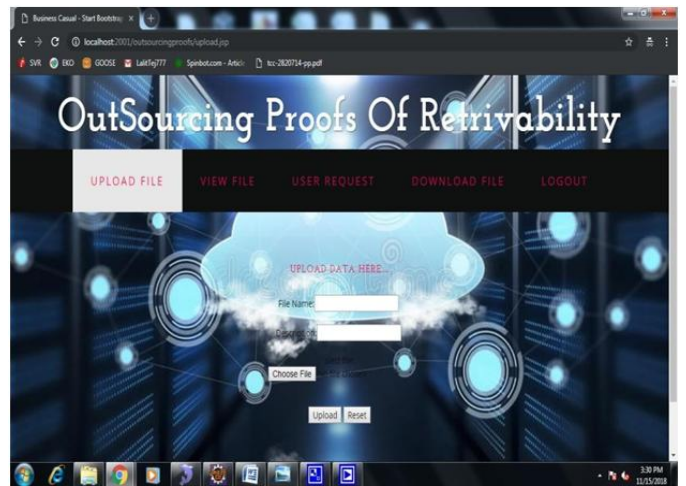 Business Casual - Start Bootstrap
localhost:2001/outsourcingproofs/upload.jsp
SVR EKO GOOSE LalitTej777 Spinbot.com - Article tcc-2820714-pp.pdf
OutSourcing Proofs Of Retrivability
UPLOAD FILE VIEW FILE USER REQUEST DOWNLOAD FILE LOGOUT
UPLOAD DATA HERE...
File Name:
Description:
Choose File
Upload Reset
3:30 PM
11/15/2018